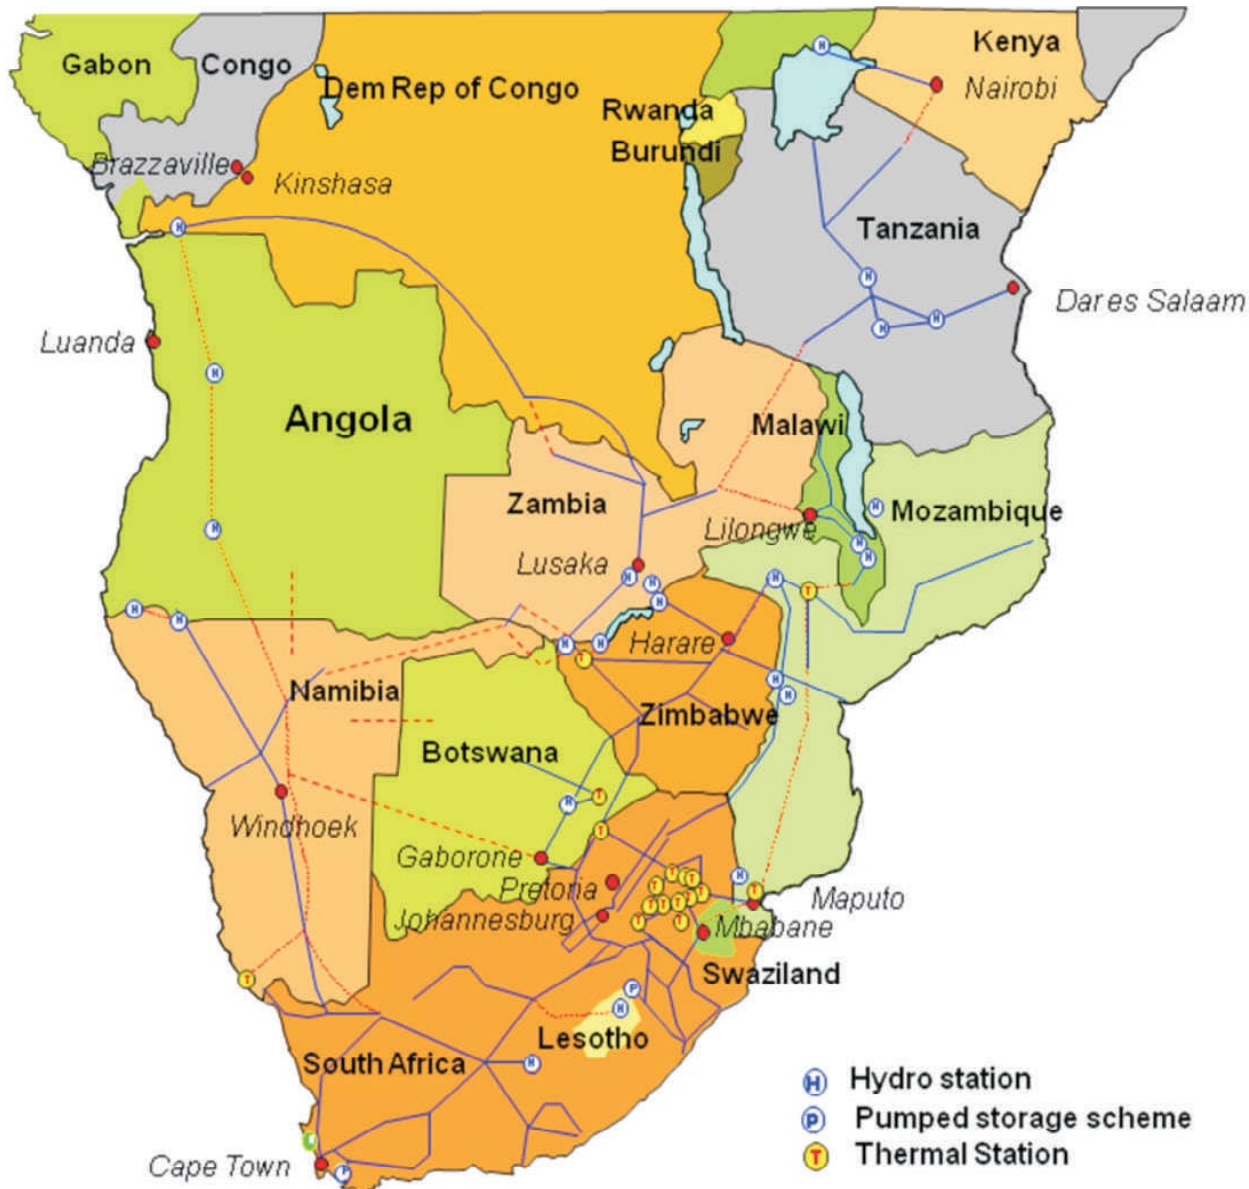 Gabon
Congo
Dem Rep of Congo
Kenya
Nairobi
Rwanda
Burundi
Brazzaville
Kinshasa
Tanzania
Dar es Salaam
Luanda
Angola
Malawi
Zambia
Mozambique
Lilongwe
Lusaka
Harare
Namibia
Zimbabwe
Botswana
Windhoek
Gaborone
Pretoria
Johannesburg
Maputo
Mbabane
Swaziland
Lesotho
South Africa
Cape Town
H Hydro station
P Pumped storage scheme
T Thermal Station